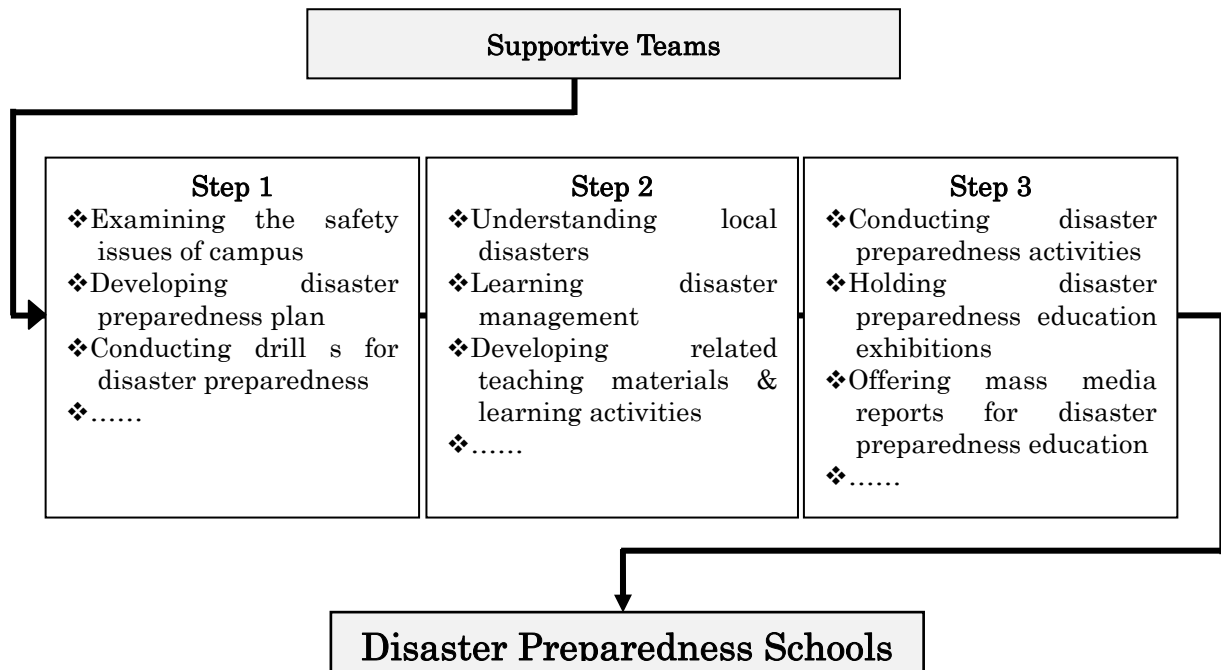 Supportive Teams
Step 1
❖Examining the safety
issues of campus
❖Developing disaster
preparedness plan
❖Conducting drill s for
disaster preparedness
❖......
Step 2
❖Understanding local
disasters
❖Learning disaster
management
❖Developing related
teaching materials &
learning activities
❖......
Step 3
❖Conducting disaster
preparedness activities
❖Holding disaster
preparedness education
exhibitions
❖Offering mass media
reports for disaster
preparedness education
❖......
Disaster Preparedness Schools